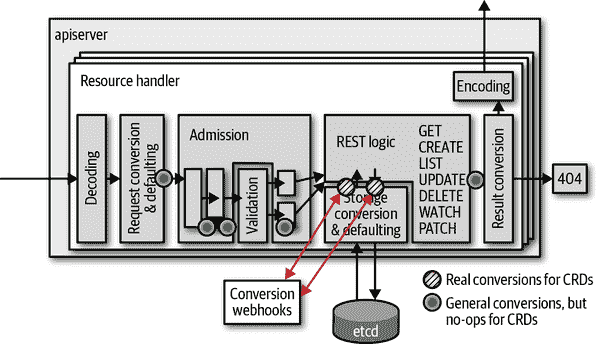 apiserver
Resource handler
Encoding
Decoding
Request conversion
& defaulting
Admission
Validation
REST logic
GET
CREATE
LIST
UPDATE
DELETE
WATCH
PATCH
Storage
conversion
& defaulting
Result conversion
404
Conversion
webhooks
etcd
Real conversions for CRDs
General conversions, but
no-ops for CRDs